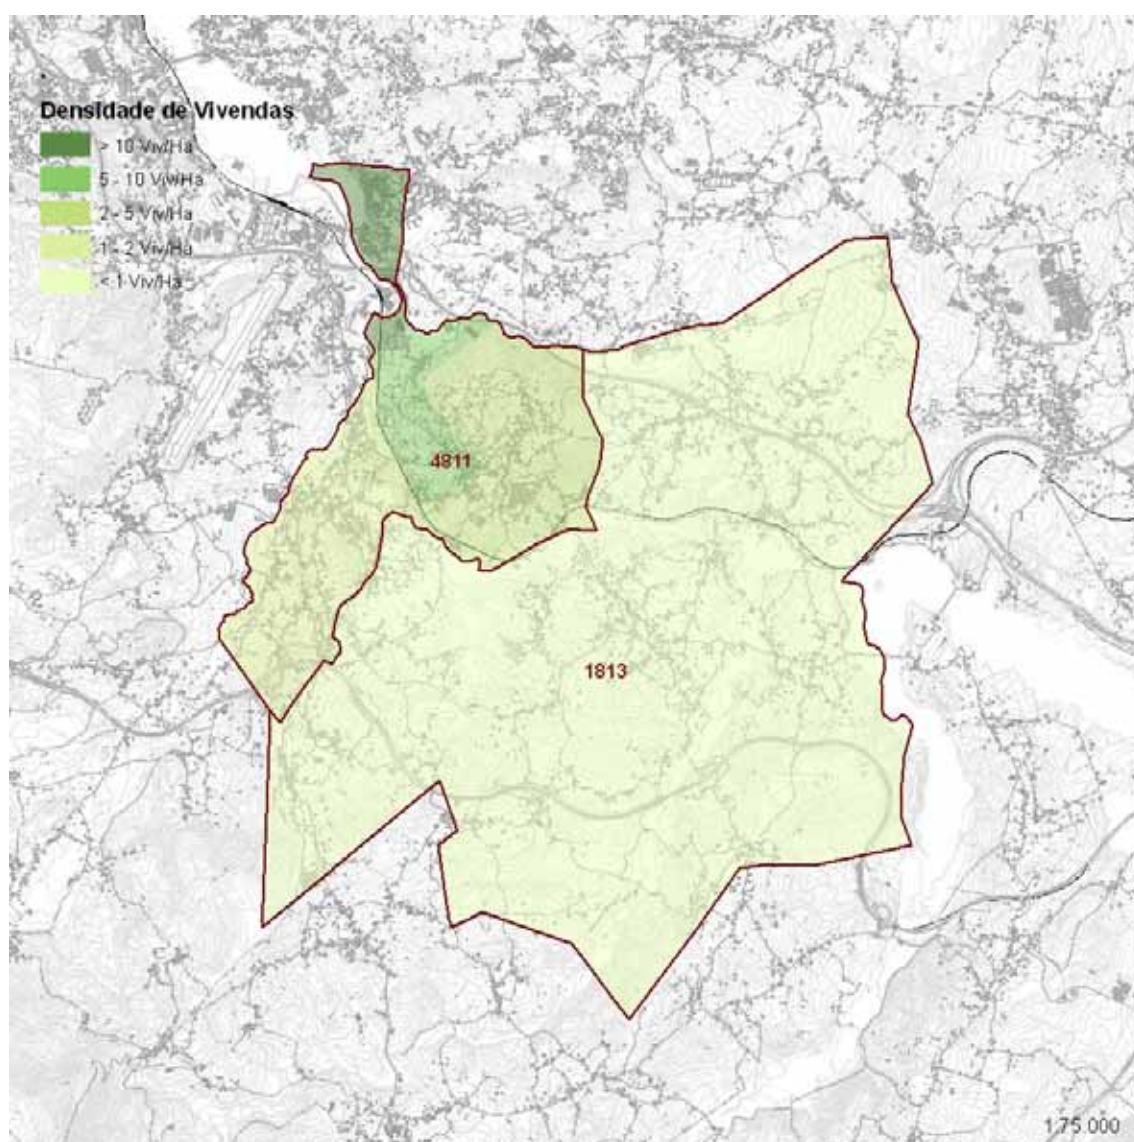 Densidade de Vivendas
> 10 Viv/Ha
5 - 10 Viv/Ha
2 - 5 Viv/Ha
1 - 2 Viv/Ha
< 1 Viv/Ha
4811
1813
1:75.000